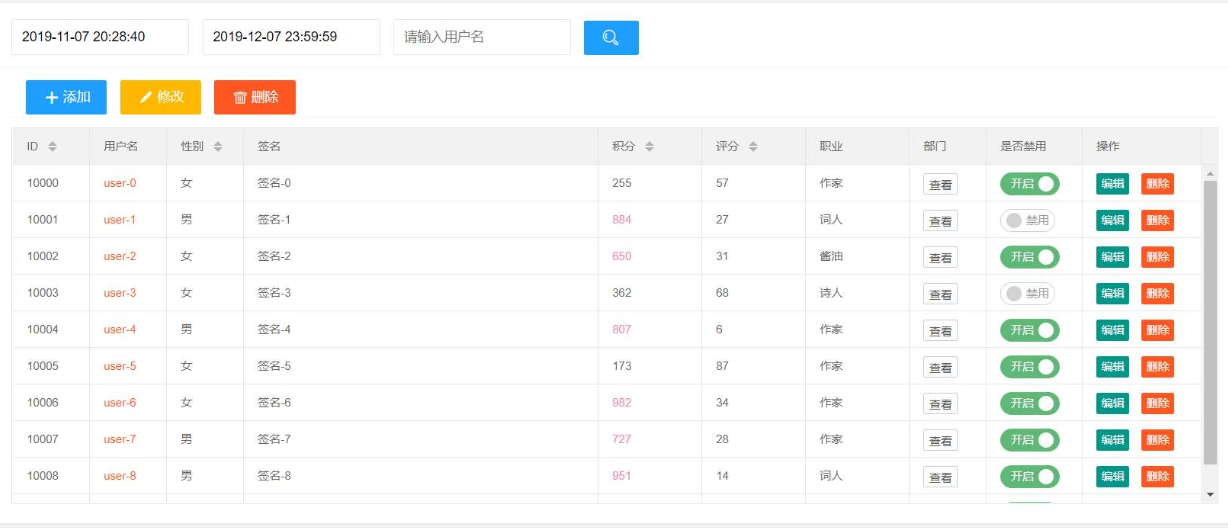 2019-11-07 20:28:40 2019-12-07 23:59:59 请输入用户名
添加 修改 删除
ID 用户名 性别 签名 积分 评分 职业 部门 是否禁用 操作
10000 user-0 女 签名-0 255 57 作家 查看 开启 编辑 删除
10001 user-1 男 签名-1 884 27 词人 查看 禁用 编辑 删除
10002 user-2 女 签名-2 650 31 酱油 查看 开启 编辑 删除
10003 user-3 女 签名-3 362 68 诗人 查看 禁用 编辑 删除
10004 user-4 男 签名-4 807 6 作家 查看 开启 编辑 删除
10005 user-5 女 签名-5 173 87 作家 查看 开启 编辑 删除
10006 user-6 女 签名-6 982 34 作家 查看 开启 编辑 删除
10007 user-7 男 签名-7 727 28 作家 查看 开启 编辑 删除
10008 user-8 男 签名-8 951 14 词人 查看 开启 编辑 删除